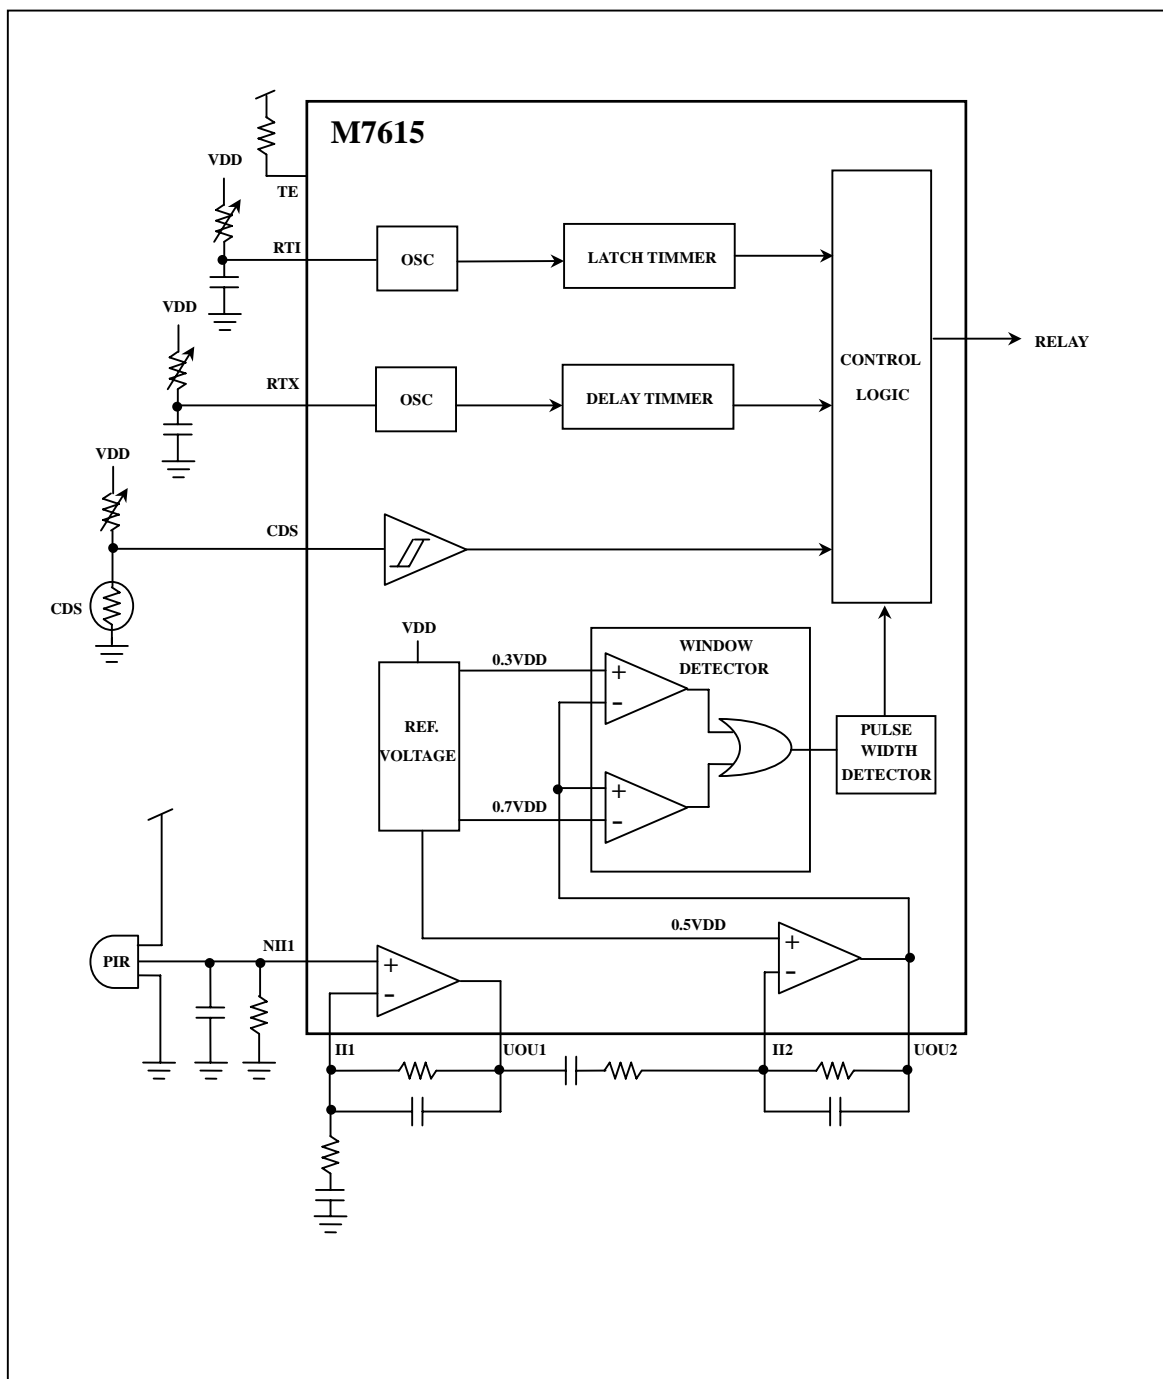 M7615
VDD
TE
RTI
OSC
LATCH TIMMER
VDD
RELAY
CONTROL
LOGIC
RTX
OSC
DELAY TIMMER
VDD
CDS
CDS
VDD
WINDOW
DETECTOR
0.3VDD
+
-
REF.
VOLTAGE
PULSE
WIDTH
DETECTOR
0.7VDD
+
-
0.5VDD
NII1
PIR
+
-
+
-
II1
UOU1
II2
UOU2